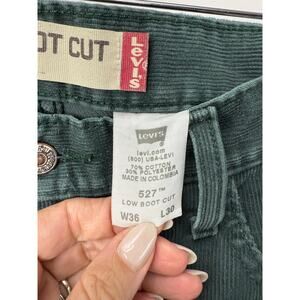 OT CUT
LEVI'S
LEVI'S
levi.com
(800) USA-LEVI
70% COTTON
30% POLYESTER
MADE IN COLOMBIA
527™
LOW BOOT CUT
W36 L30